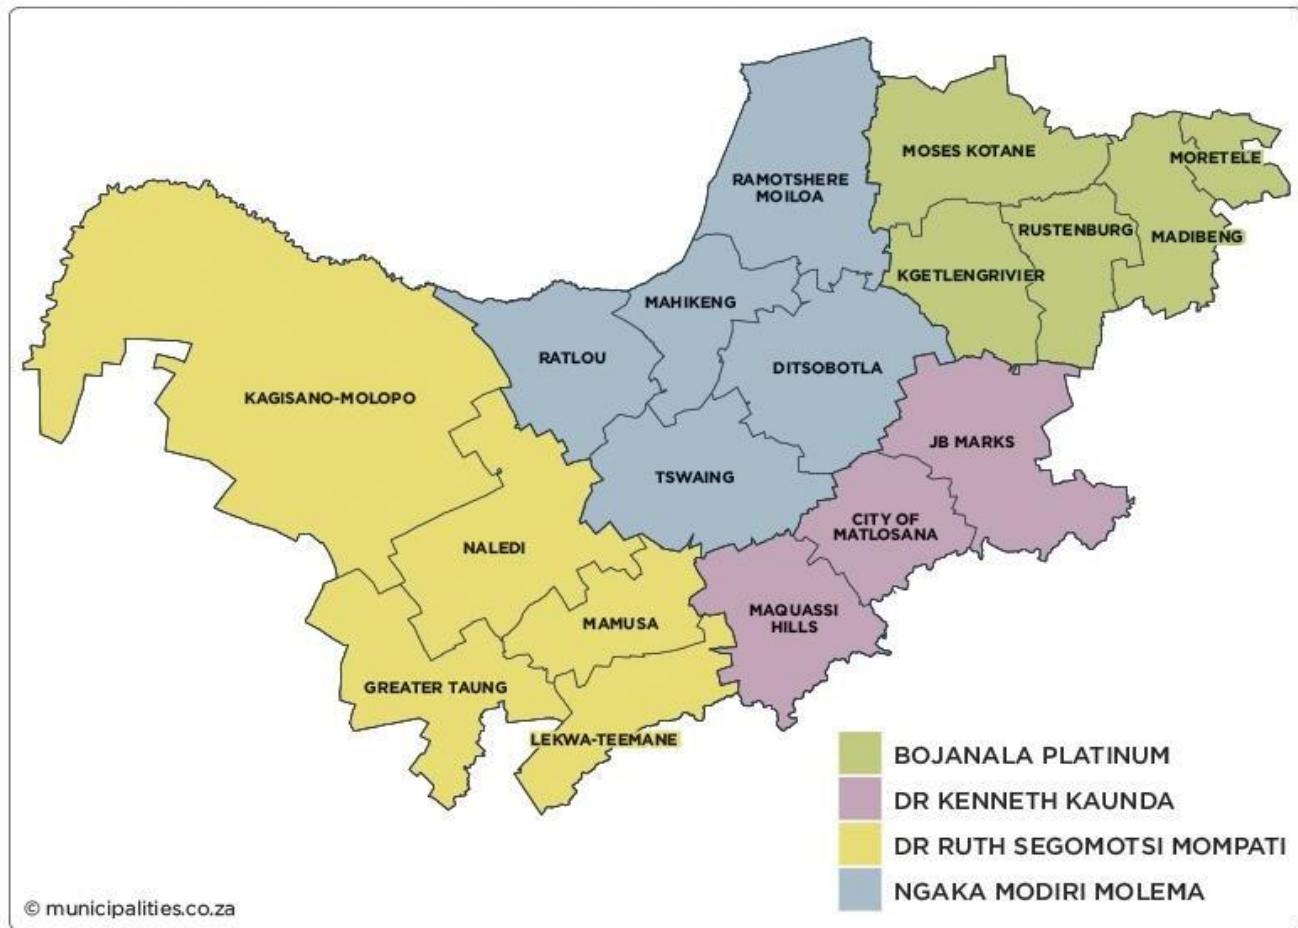 MOSES KOTANE
MORETELE
RAMOTSHERE
MOILOA
RUSTENBURG
MADIBENG
KGETLENGRIVIER
MAHIKENG
RATLOU
DITSOBOTLA
KAGISANO-MOLOPO
JB MARKS
TSWAING
CITY OF
MATLOSANA
NALEDI
MAQUASSI
HILLS
MAMUSA
GREATER TAUNG
LEKWA-TEEMANE
BOJANALA PLATINUM
DR KENNETH KAUNDA
DR RUTH SEGOMOTSI MOMPATI
NGAKA MODIRI MOLEMA
© municipalities.co.za